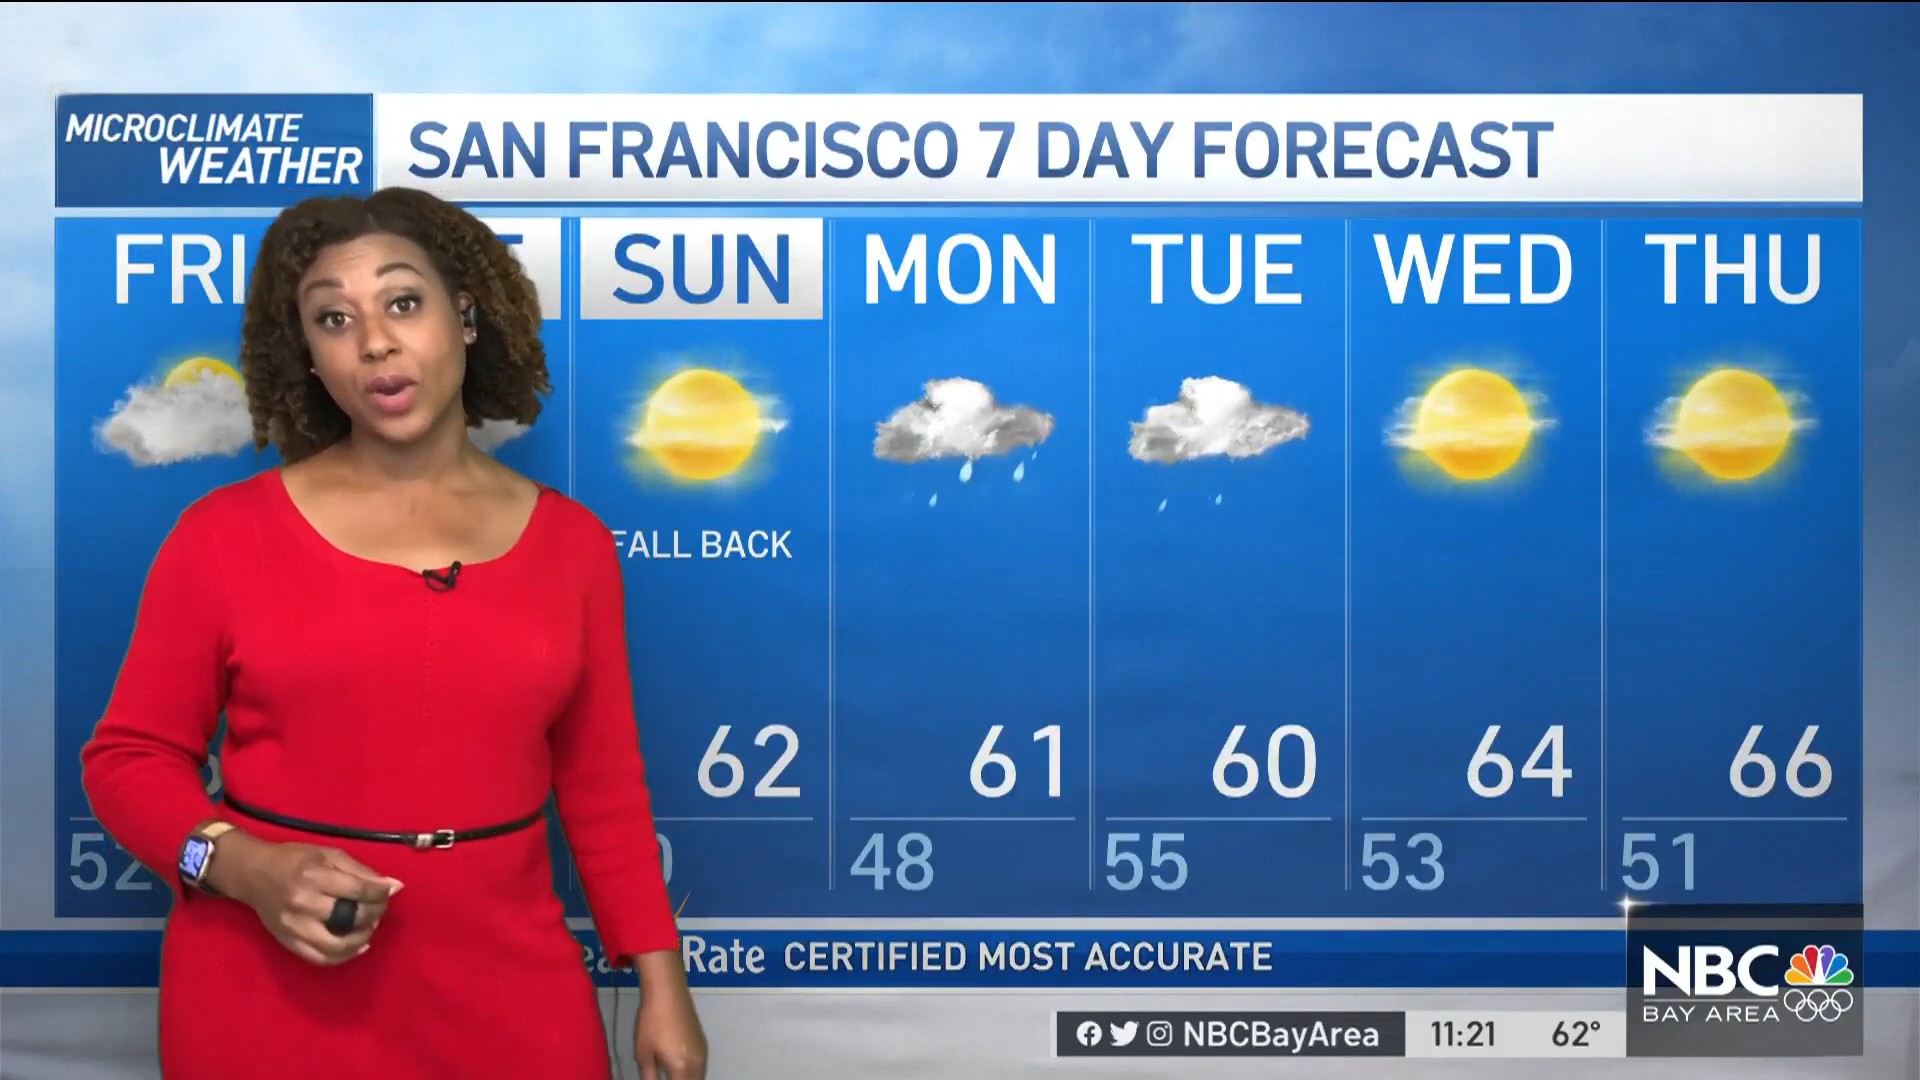 MICROCLIMATE
WEATHER
SAN FRANCISCO 7 DAY FORECAST
FRI SUN MON TUE WED THU
FALL BACK
62 61 60 64 66
52 48 55 53 51
Rate CERTIFIED MOST ACCURATE
NBC
BAY AREA
NBCBayArea 11:21 62°